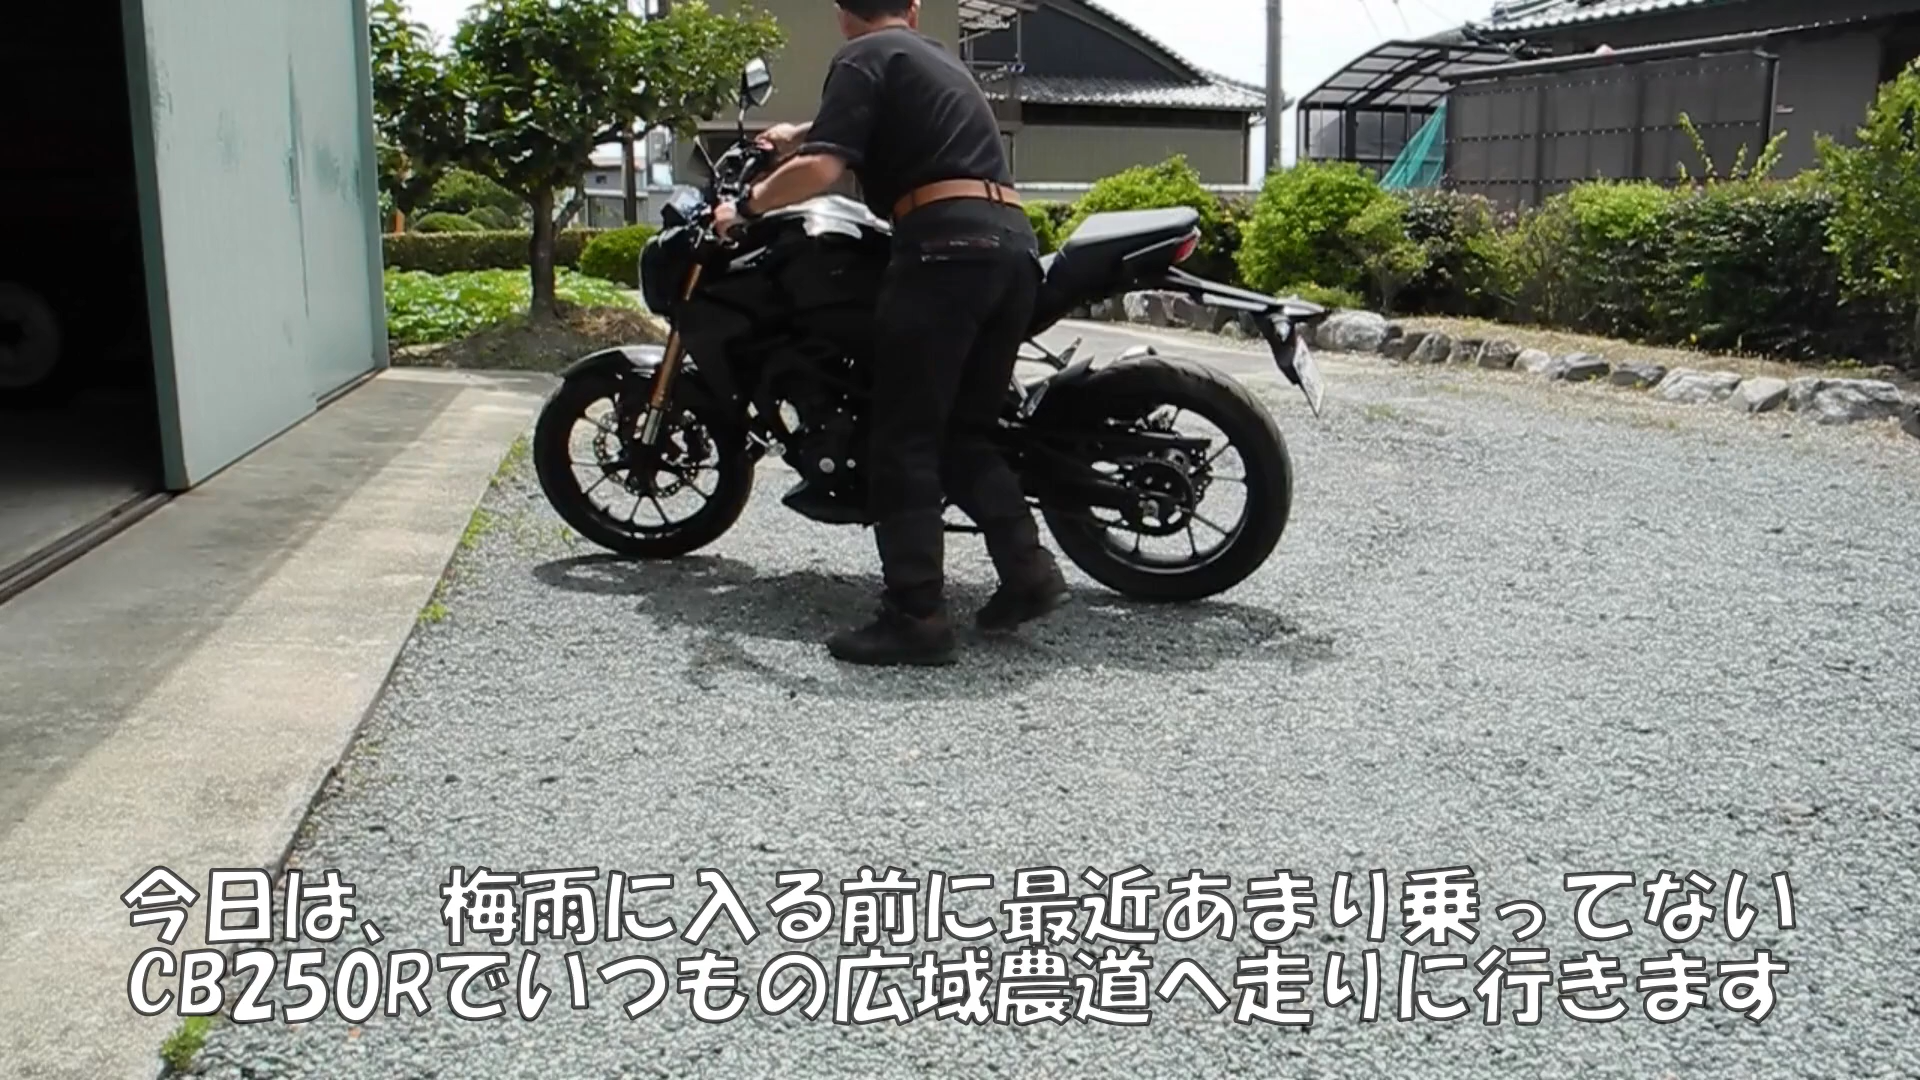 今日は、梅雨に入る前に最近あまり乗ってない
CB250Rでいつもの広域農道へ走りに行きます